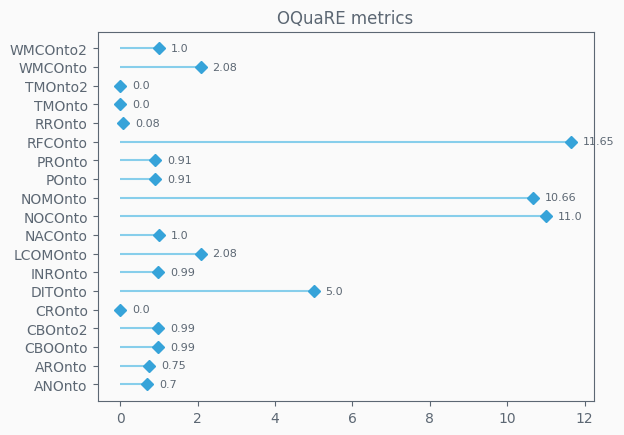 OQuaRE metrics
WMCOnto2 1.0
WMCOnto 2.08
TMOnto2 0.0
TMOnto 0.0
RROnto 0.08
RFCOnto 11.65
PROnto 0.91
POnto 0.91
NOMOnto 10.66
NOCOnto 11.0
NACOnto 1.0
LCOMOnto 2.08
INROnto 0.99
DITOnto 5.0
CROnto 0.0
CBOnto2 0.99
CBOOnto 0.99
AROnto 0.75
ANOnto 0.7
0 2 4 6 8 10 12